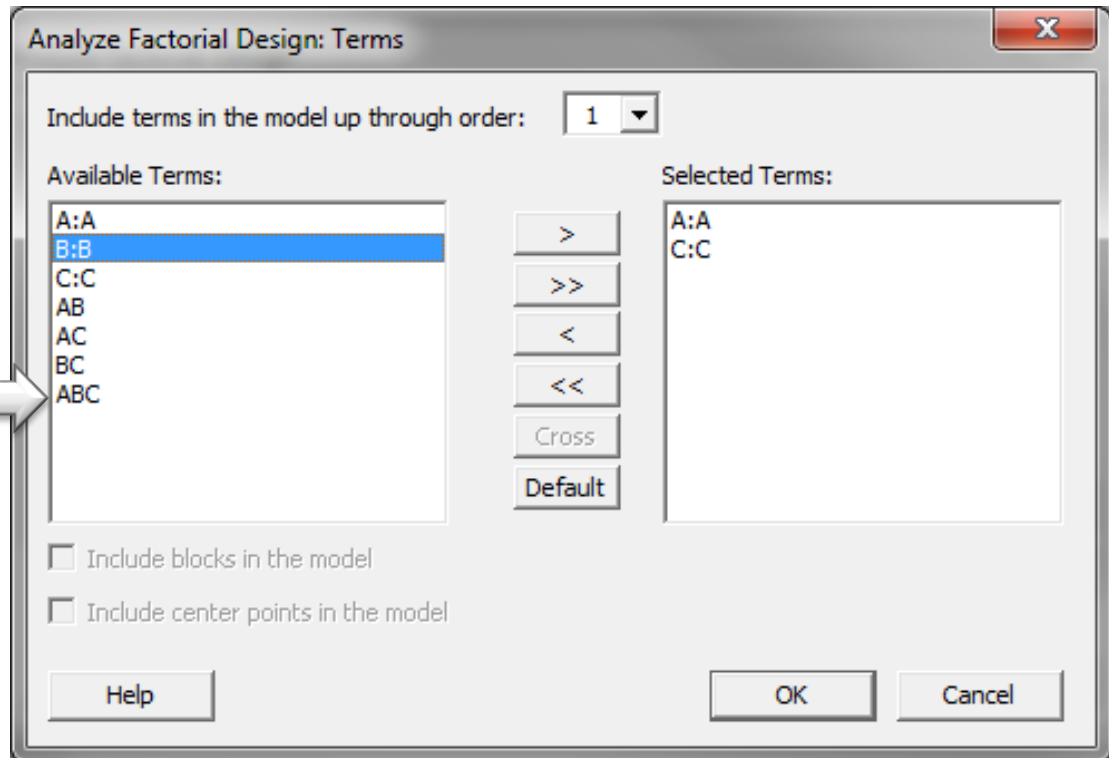 Analyze Factorial Design: Terms
Include terms in the model up through order: 1
Available Terms:
A:A
B:B
C:C
AB
AC
BC
ABC
>
>>
<
<<
Cross
Default
Selected Terms:
A:A
C:C
Include blocks in the model
Include center points in the model
Help
OK
Cancel